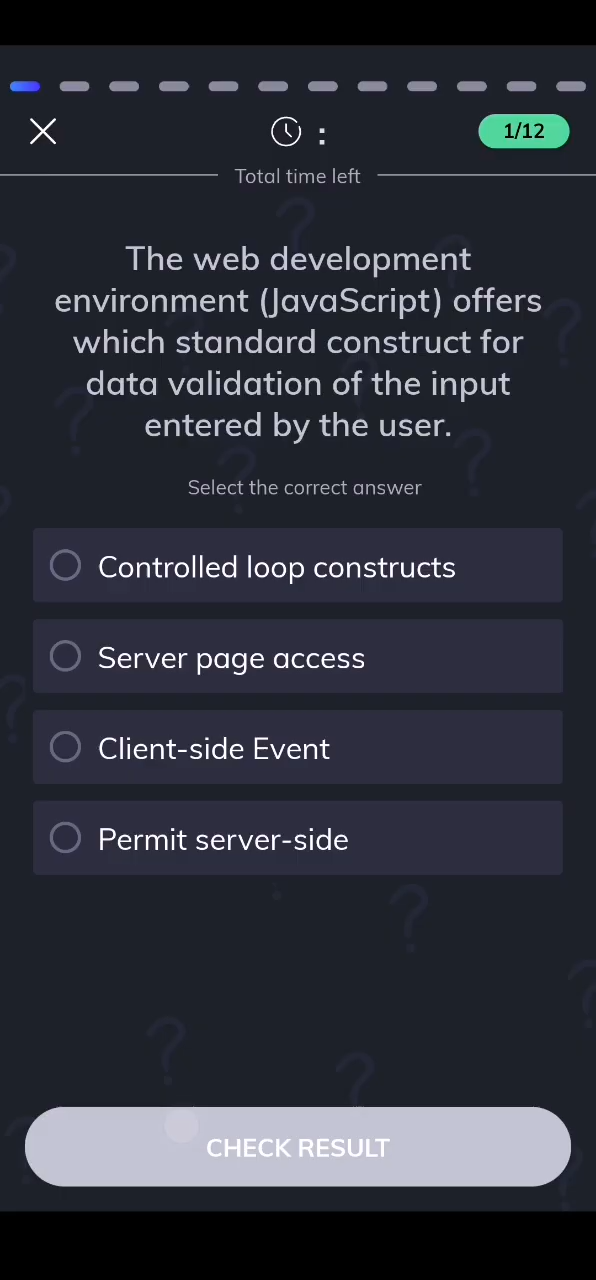 :
1/12
Total time left
The web development
environment (JavaScript) offers
which standard construct for
data validation of the input
entered by the user.
Select the correct answer
Controlled loop constructs
Server page access
Client-side Event
Permit server-side
CHECK RESULT